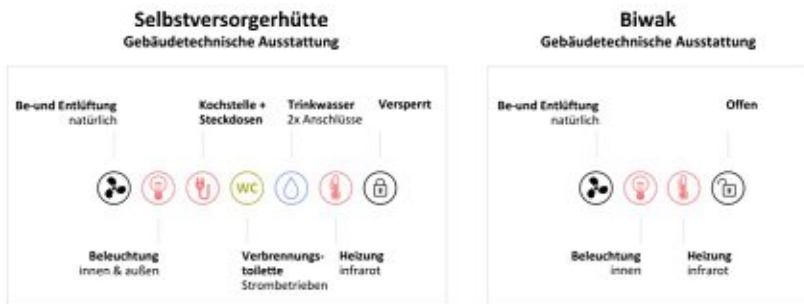 Selbstversorgerhütte
Gebäudetechnische Ausstattung
Be-und Entlüftung
natürlich
Kochstelle +
Steckdosen
Trinkwasser
2x Anschlüsse
Versperrt
WC
Beleuchtung
innen & außen
Verbrennungs-
toilette
Strombetrieben
Heizung
infrarot
Biwak
Gebäudetechnische Ausstattung
Be-und Entlüftung
natürlich
Offen
Beleuchtung
innen
Heizung
infrarot